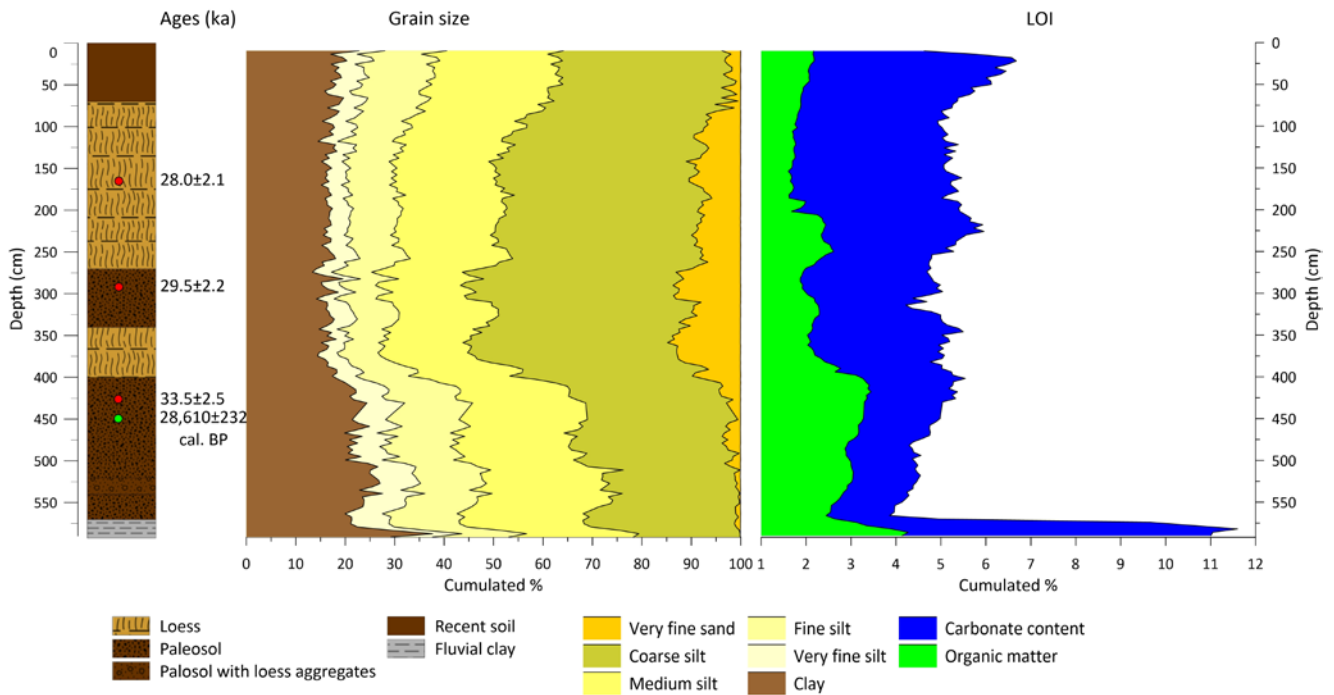 Ages (ka)
Grain size
LOI
Depth (cm)
0
50
100
150
200
250
300
350
400
450
500
550
28.0±2.1
29.5±2.2
33.5±2.5
28,610±232
cal. BP
0 10 20 30 40 50 60 70 80 90 100
Cumulated %
1 2 3 4 5 6 7 8 9 10 11 12
Cumulated %
0
50
100
150
200
250
300
350
400
450
500
550
Depth (cm)
Loess
Paleosol
Palosol with loess aggregates
Recent soil
Fluvial clay
Very fine sand
Coarse silt
Medium silt
Fine silt
Very fine silt
Clay
Carbonate content
Organic matter